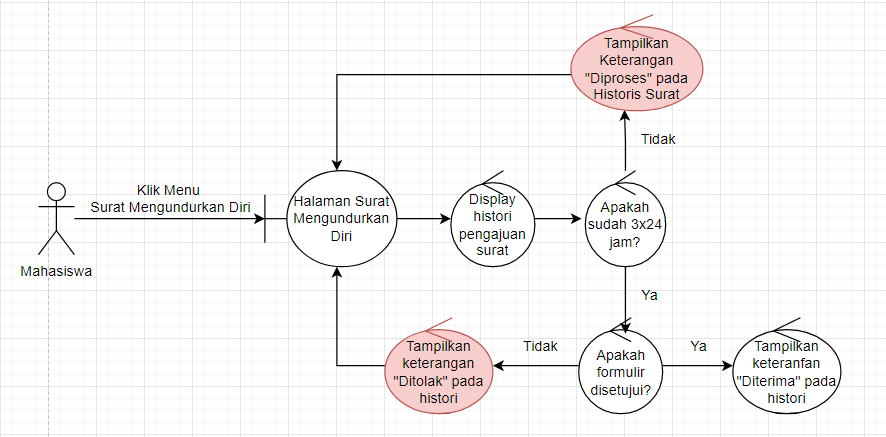 Tampilkan
Keterangan
"Diproses" pada
Historis Surat
Tidak
Klik Menu
Surat Mengundurkan Diri
Mahasiswa
Halaman Surat
Mengundurkan
Diri
Display
histori
pengajuan
surat
Apakah
sudah 3x24
jam?
Ya
Tampilkan
keterangan
"Ditolak" pada
histori
Tidak
Apakah
formulir
disetujui?
Ya
Tampilkan
keteranfan
"Diterima" pada
histori